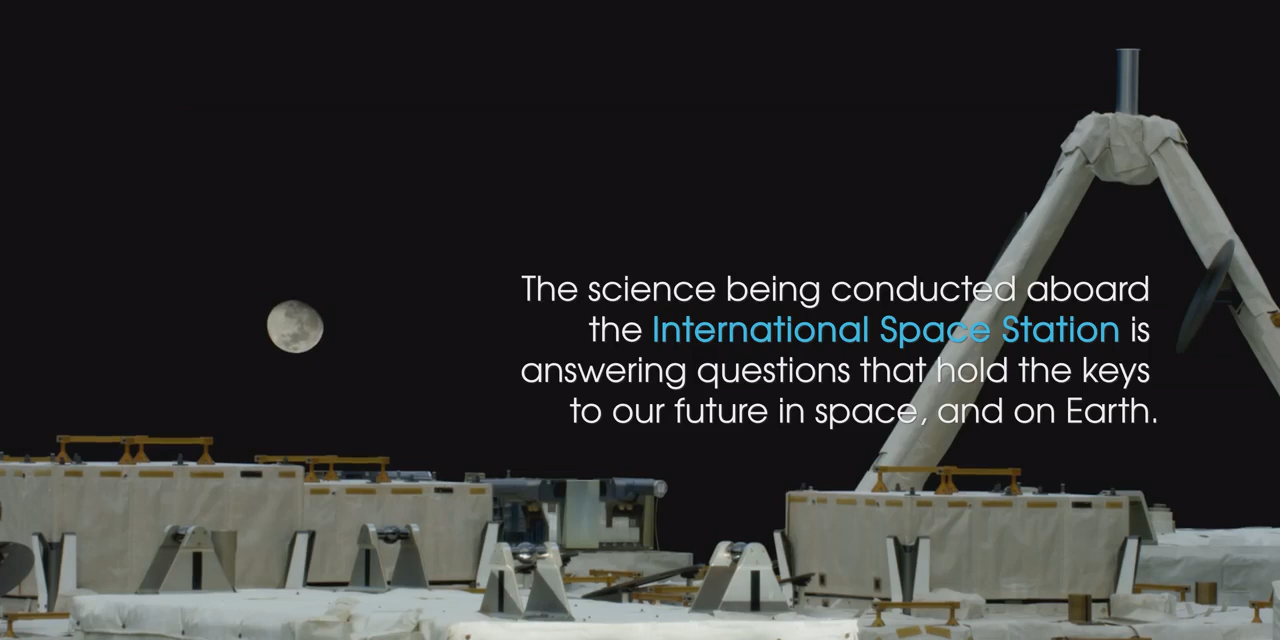 The science being conducted aboard
the International Space Station is
answering questions that hold the keys
to our future in space, and on Earth.